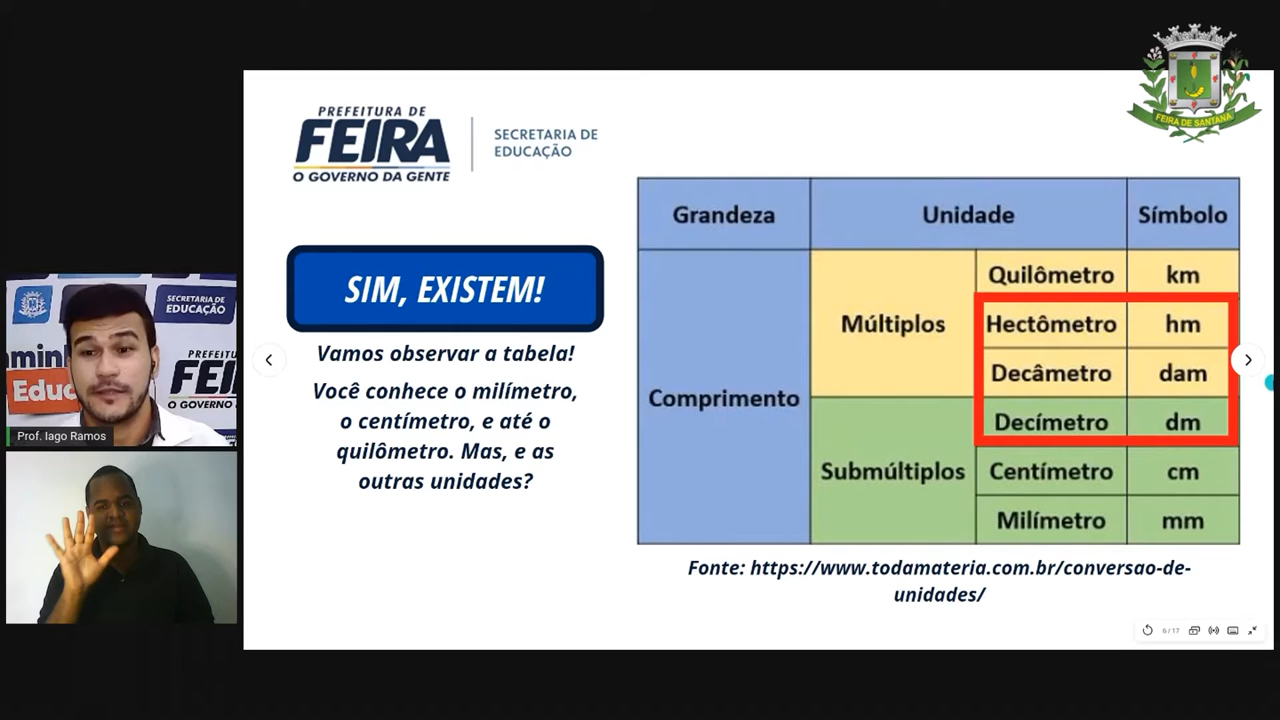 FEIRA DE SANTANA
PREFEITURA DE
FEIRA
O GOVERNO DA GENTE
SECRETARIA DE
EDUCAÇÃO
SIM, EXISTEM!
Vamos observar a tabela!
Você conhece o milímetro,
o centímetro, e até o
quilômetro. Mas, e as
outras unidades?
Grandeza Unidade Símbolo
Comprimento
Múltiplos
Quilômetro km
Hectômetro hm
Decâmetro dam
Submúltiplos
Decímetro dm
Centímetro cm
Milímetro mm
Fonte: https://www.todamateria.com.br/conversao-de-
unidades/
6/17
SECRETARIA DE
EDUCAÇÃO
PREFEITU
FE
O GOVERNO
Educ
Prof. Iago Ramos